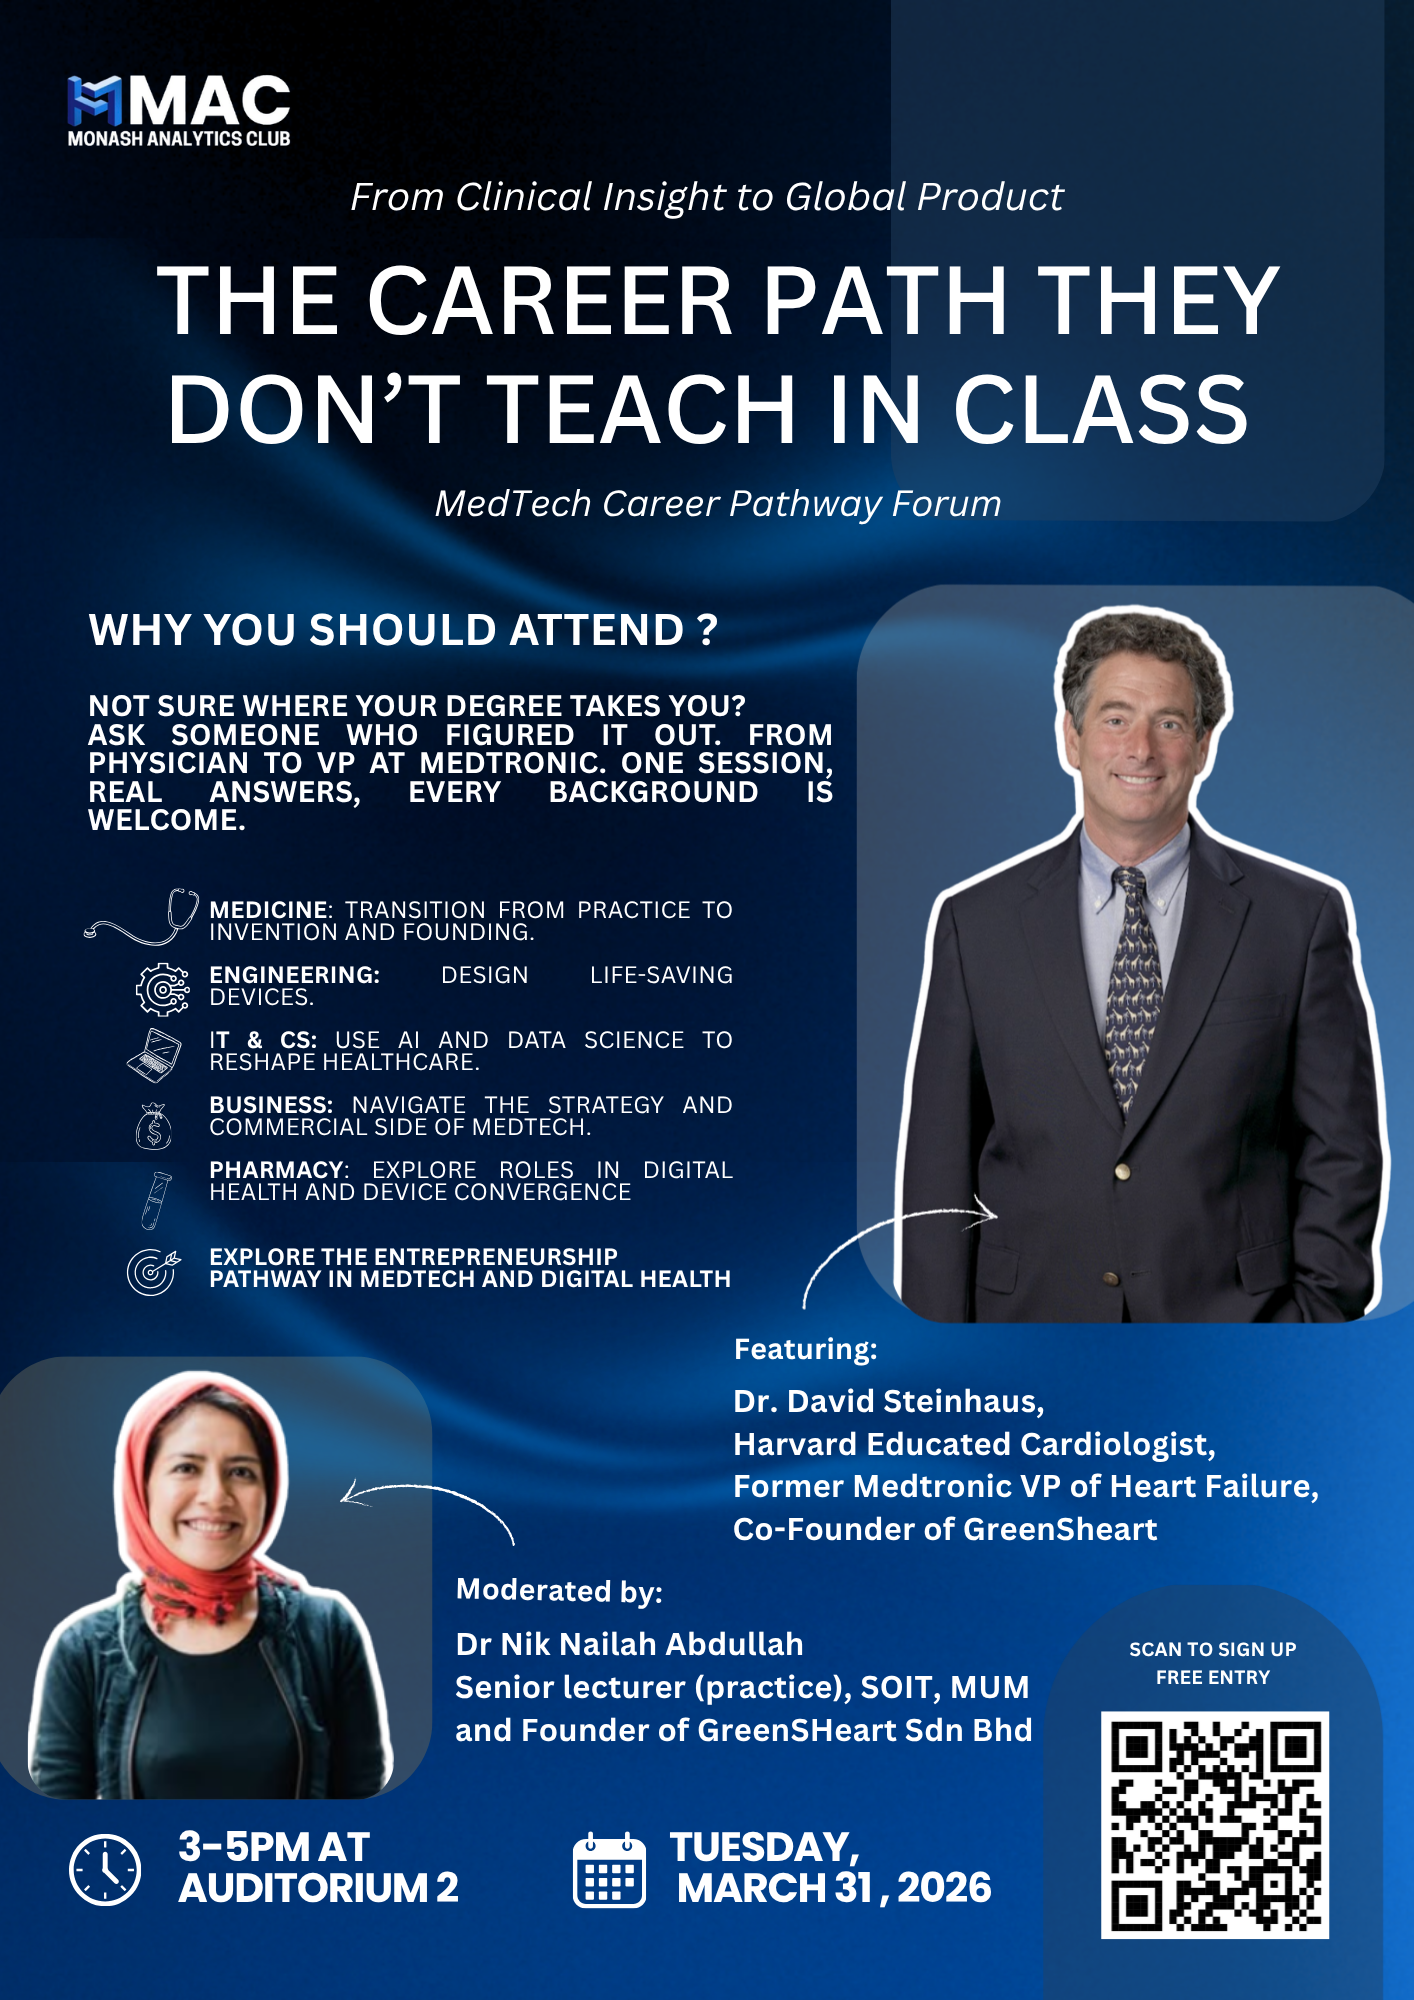 MAC
MONASH ANALYTICS CLUB
From Clinical Insight to Global Product
THE CAREER PATH THEY
DON'T TEACH IN CLASS
MedTech Career Pathway Forum
WHY YOU SHOULD ATTEND ?
NOT SURE WHERE YOUR DEGREE TAKES YOU?
ASK SOMEONE WHO FIGURED IT OUT. FROM
PHYSICIAN TO VP AT MEDTRONIC. ONE SESSION,
REAL ANSWERS, EVERY BACKGROUND IS
WELCOME.
MEDICINE: TRANSITION FROM PRACTICE TO
INVENTION AND FOUNDING.
ENGINEERING: DESIGN LIFE-SAVING
DEVICES.
IT & CS: USE AI AND DATA SCIENCE TO
RESHAPE HEALTHCARE.
BUSINESS: NAVIGATE THE STRATEGY AND
COMMERCIAL SIDE OF MEDTECH.
PHARMACY: EXPLORE ROLES IN DIGITAL
HEALTH AND DEVICE CONVERGENCE
EXPLORE THE ENTREPRENEURSHIP
PATHWAY IN MEDTECH AND DIGITAL HEALTH
Featuring:
Dr. David Steinhaus,
Harvard Educated Cardiologist,
Former Medtronic VP of Heart Failure,
Co-Founder of GreenSheart
Moderated by:
Dr Nik Nailah Abdullah
Senior lecturer (practice), SOIT, MUM
and Founder of GreenSHeart Sdn Bhd
SCAN TO SIGN UP
FREE ENTRY
3-5PM AT
AUDITORIUM 2
TUESDAY,
MARCH 31 , 2026